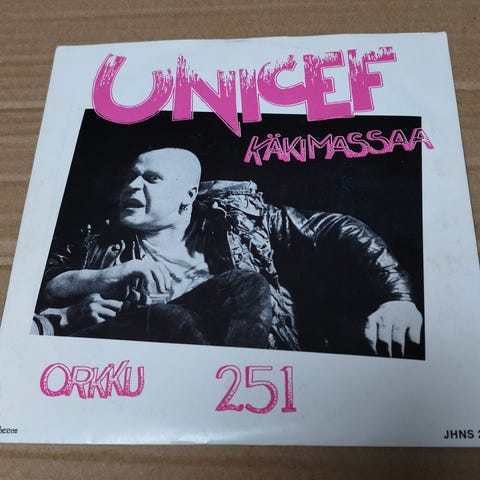 UNICEF
KÄKIMASSAA
ORKKU 251
JHNS